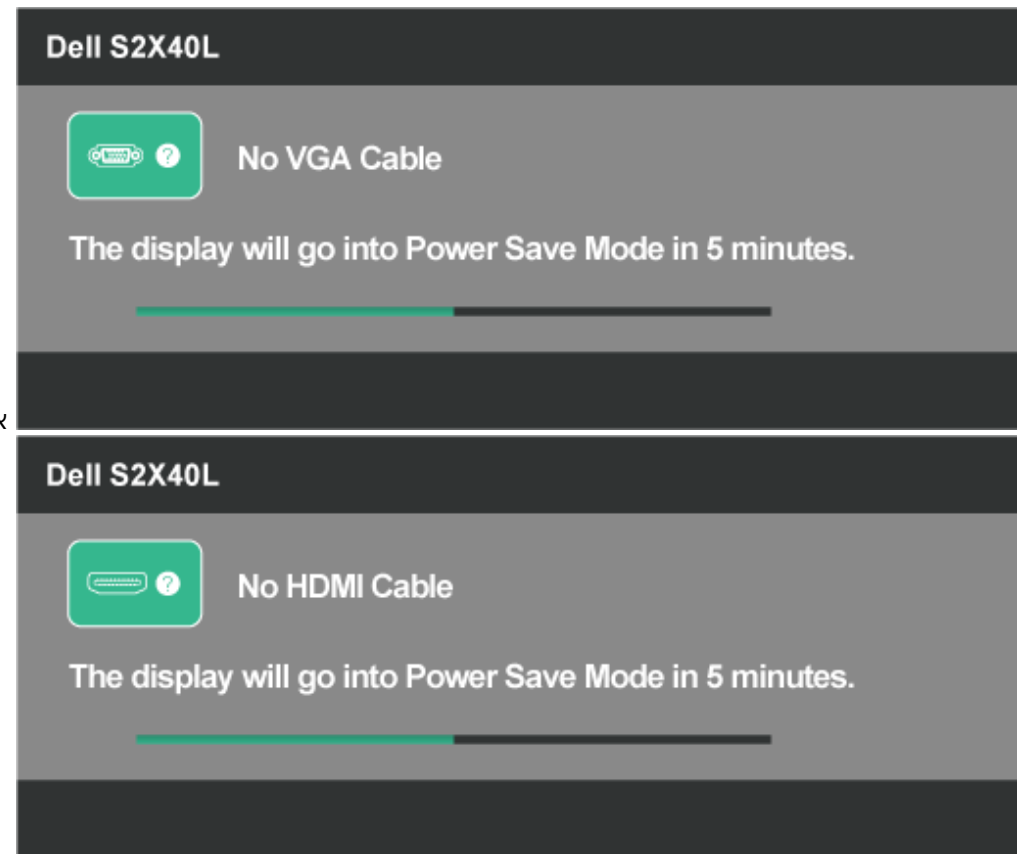 Dell S2X40L
No VGA Cable
The display will go into Power Save Mode in 5 minutes.
Dell S2X40L
No HDMI Cable
The display will go into Power Save Mode in 5 minutes.